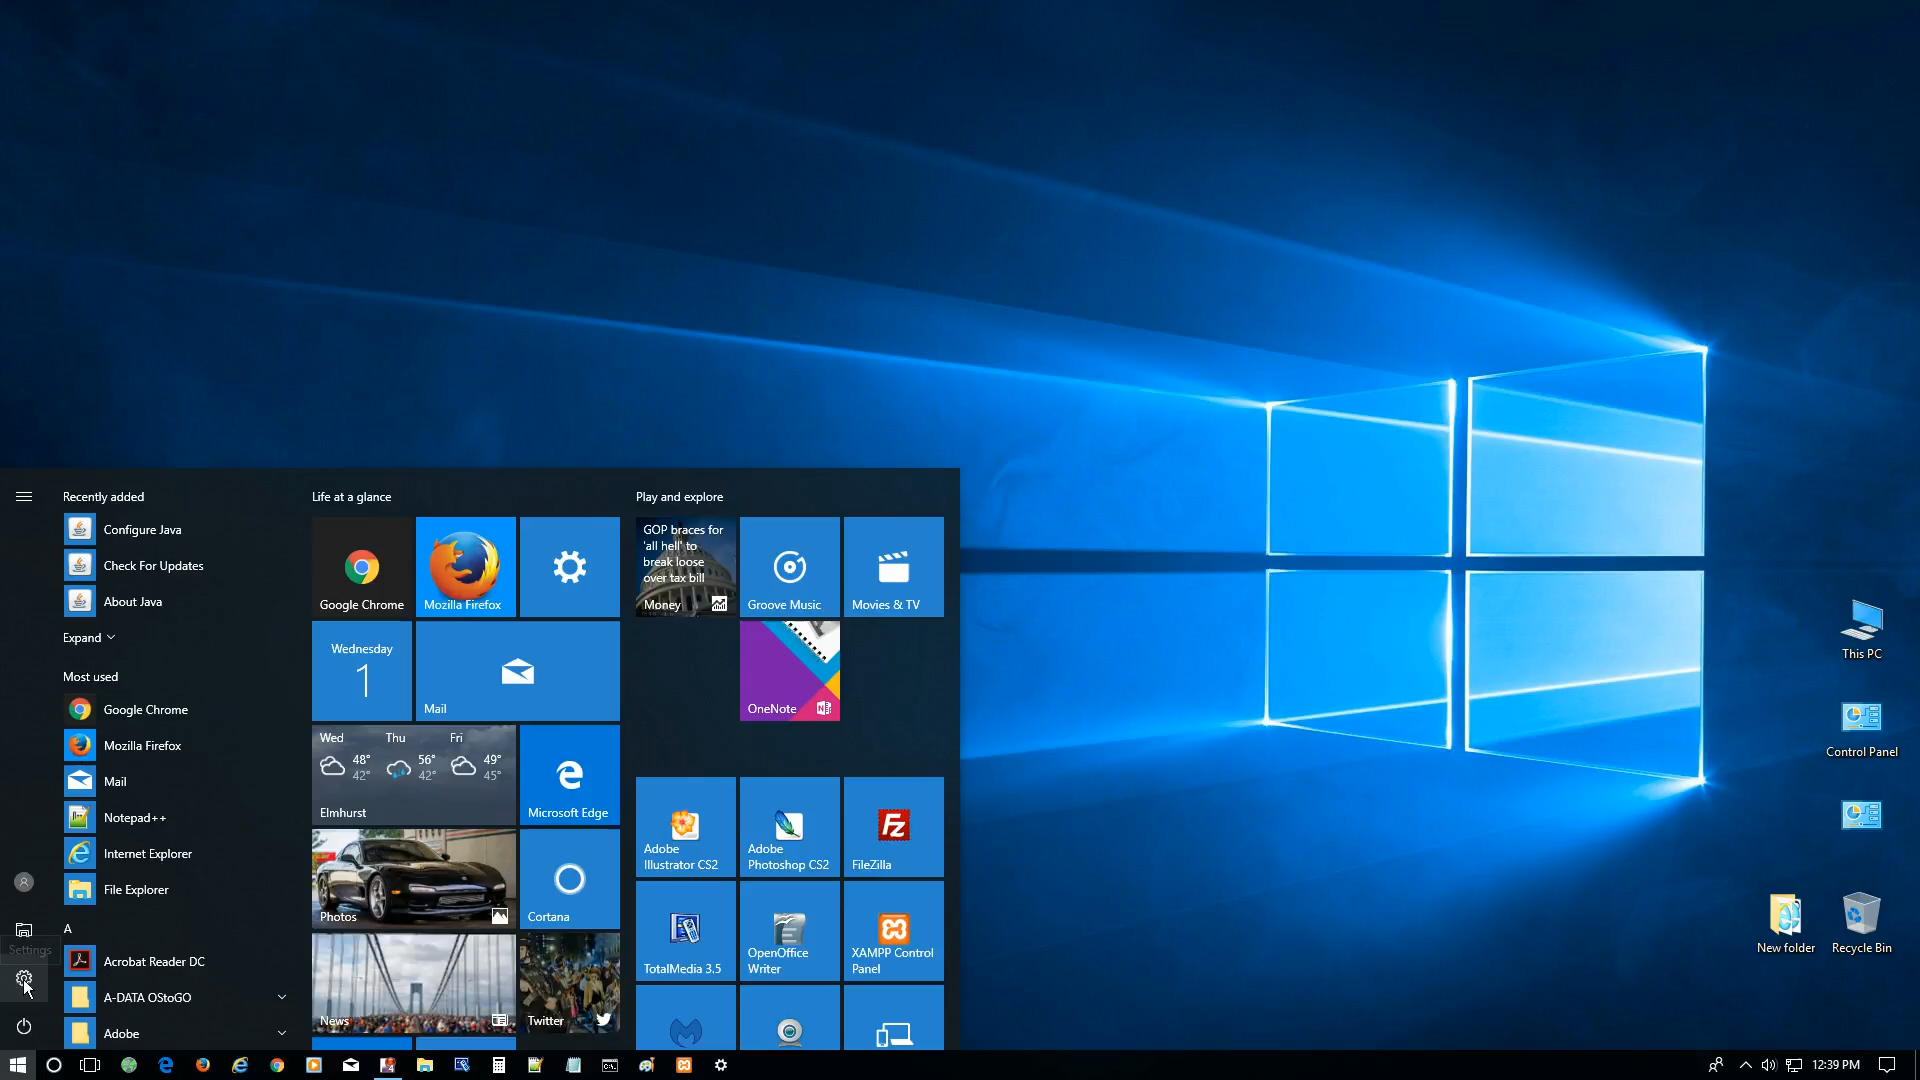 Recently added
Configure Java
Check For Updates
About Java
Expand
Most used
Google Chrome
Mozilla Firefox
Mail
Notepad++
Internet Explorer
File Explorer
A
Acrobat Reader DC
A-DATA OStoGO
Adobe
Settings
Life at a glance
Google Chrome
Mozilla Firefox
Wednesday
1
Mail
Wed Thu Fri
48° 56° 49°
42° 42° 45°
Elmhurst
Microsoft Edge
Photos
Cortana
News
Twitter
Play and explore
GOP braces for
'all hell' to
break loose
over tax bill
Money
Groove Music
Movies & TV
OneNote
Adobe
Illustrator CS2
Adobe
Photoshop CS2
FileZilla
TotalMedia 3.5
OpenOffice
Writer
XAMPP Control
Panel
This PC
Control Panel
New folder
Recycle Bin
12:39 PM